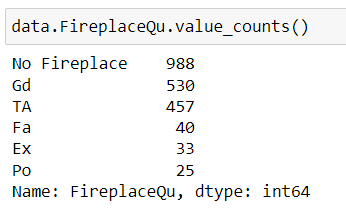 data.FireplaceQu.value_counts()
No Fireplace    988
Gd              530
TA              457
Fa               40
Ex               33
Po               25
Name: FireplaceQu, dtype: int64